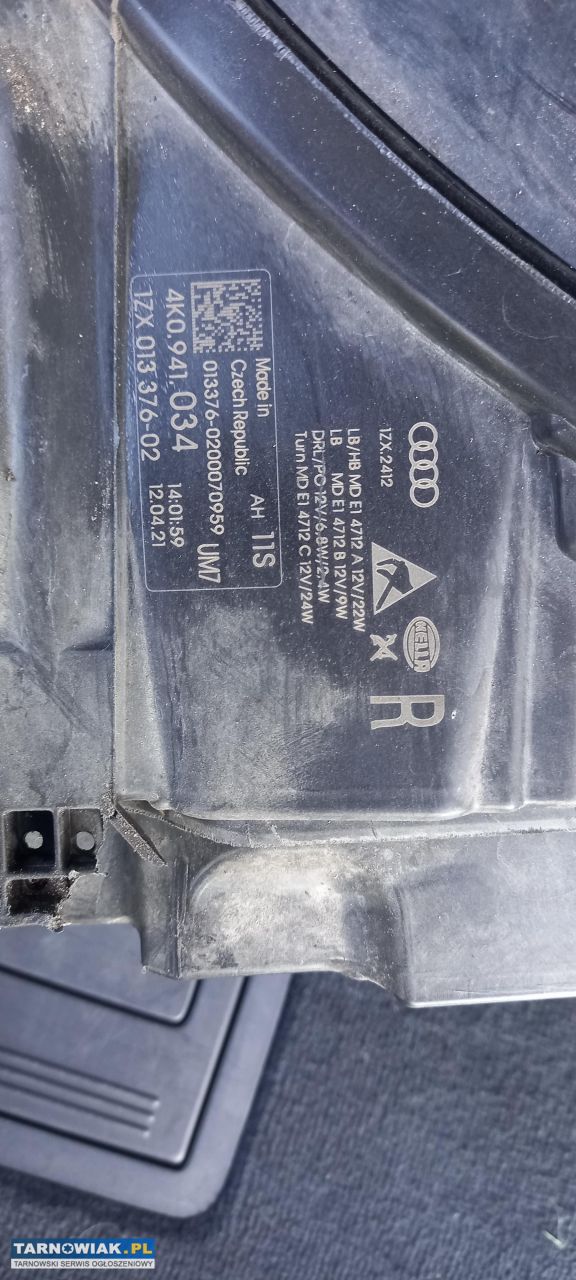 1ZX.2412
LB/HB MD E1 4712 A 12V/22W
LB MD E1 4712 B 12V/9W
DRL/PO 12V/6,8W/2,4W
Turn MD E1 4712 C 12V/24W
HELLA
R
Made in
Czech Republic AH 11S
013376-0200070959 UM7
4K0.941.034 14:01:59
1ZX 013 376-02 12.04.21
TARNOWIAK.PL
TARNOWSKI SERWIS OGŁOSZENIOWY